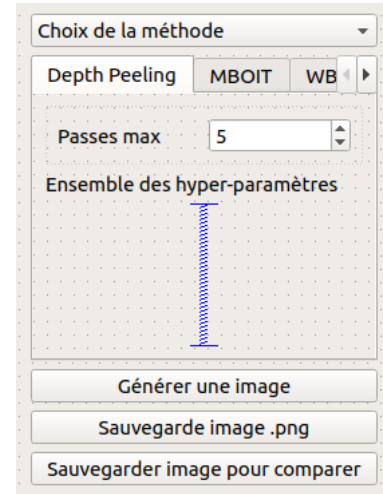 Choix de la méthode
Depth Peeling MBOIT WB
Passes max 5
Ensemble des hyper-paramètres
Générer une image
Sauvegarde image .png
Sauvegarder image pour comparer